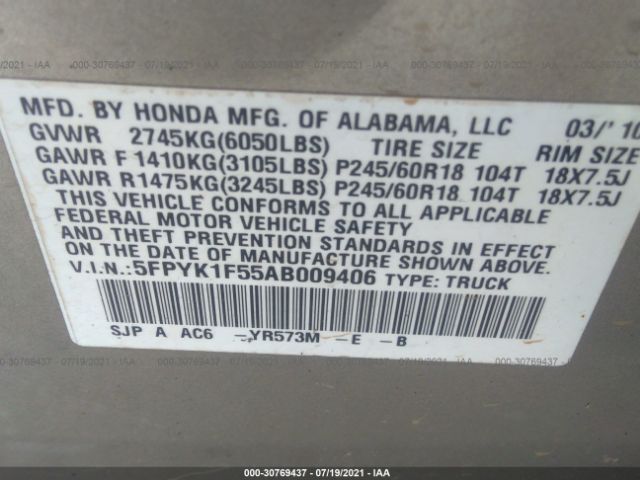 MFD. BY HONDA MFG. OF ALABAMA, LLC 03/'10
GVWR 2745KG(6050LBS) TIRE SIZE RIM SIZE
GAWR F 1410KG(3105LBS) P245/60R18 104T 18X7.5J
GAWR R1475KG(3245LBS) P245/60R18 104T 18X7.5J
THIS VEHICLE CONFORMS TO ALL APPLICABLE
FEDERAL MOTOR VEHICLE SAFETY
AND THEFT PREVENTION STANDARDS IN EFFECT
ON THE DATE OF MANUFACTURE SHOWN ABOVE.
V.I.N.:5FPYK1F55AB009406 TYPE: TRUCK
SJP A AC6 -YR573M -E -B
000-30769437 - 07/19/2021 - IAA